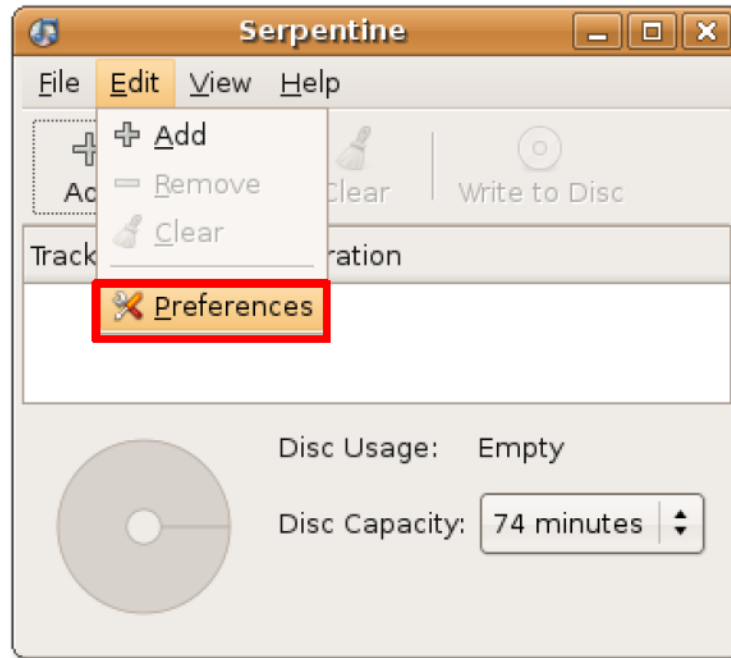 Serpentine
File Edit View Help
Add
Remove
Clear
Preferences
Ad
Clear
Write to Disc
Track
ration
Disc Usage: Empty
Disc Capacity: 74 minutes